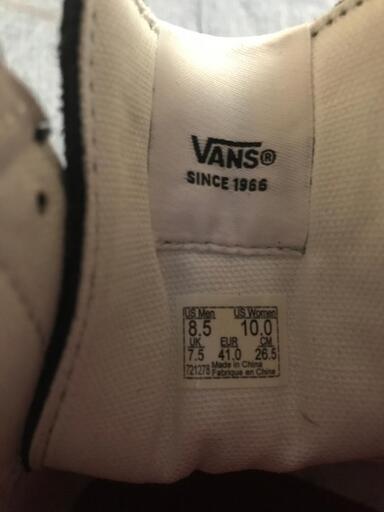 VANS®
SINCE 1966
US Men US Women
8.5 10.0
UK EUR CM
7.5 41.0 26.5
721278 Made in China
Fabriqué en Chine